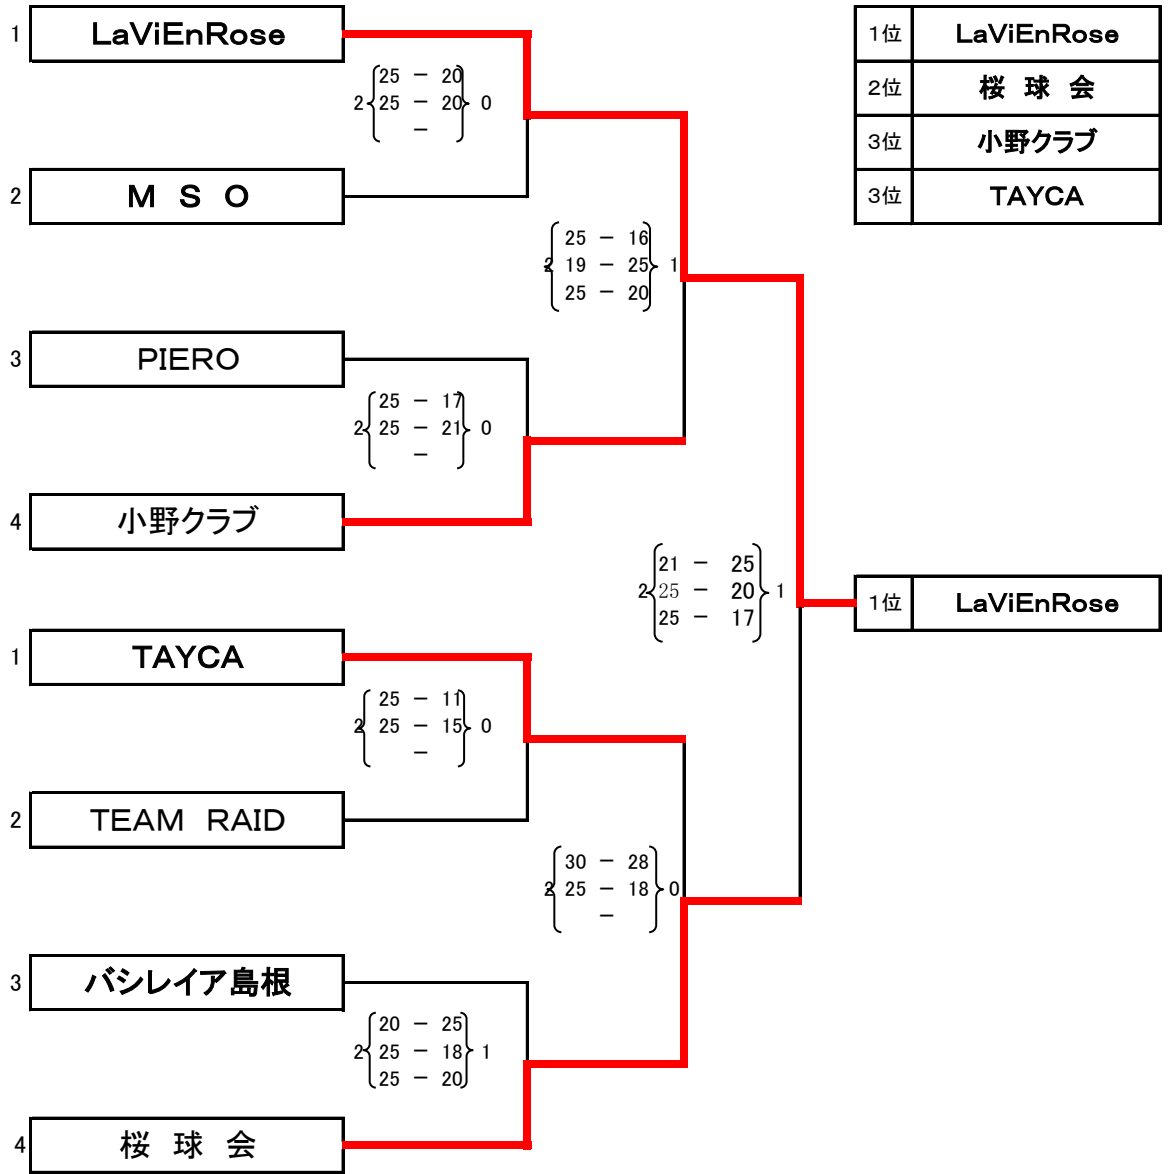 1 LaViEnRose
1位 LaViEnRose
2位 桜 球 会
3位 小野クラブ
3位 TAYCA
25 － 20
2 25 － 20 0
－
2 M S O
25 － 16
2 19 － 25 1
25 － 20
3 PIERO
25 － 17
2 25 － 21 0
－
4 小野クラブ
21 － 25
2 25 － 20 1
25 － 17
1位 LaViEnRose
1 TAYCA
25 － 11
2 25 － 15 0
－
2 TEAM RAID
30 － 28
2 25 － 18 0
－
3 バシレイア島根
20 － 25
2 25 － 18 1
25 － 20
4 桜 球 会